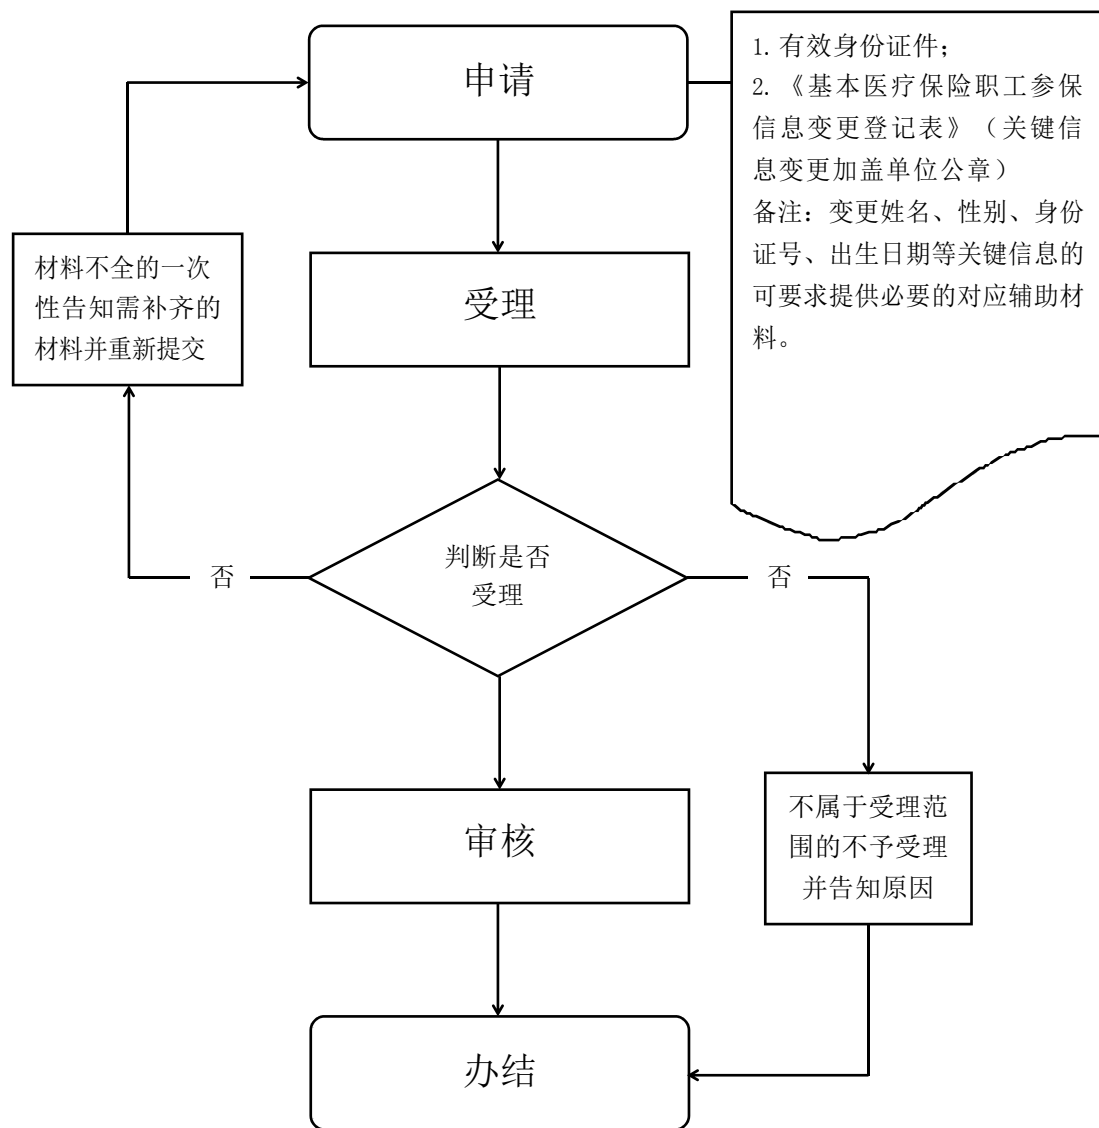 申请
1. 有效身份证件；
2. 《基本医疗保险职工参保
信息变更登记表》（关键信
息变更加盖单位公章）
备注：变更姓名、性别、身份
证号、出生日期等关键信息的
可要求提供必要的对应辅助材
料。
材料不全的一次
性告知需补齐的
材料并重新提交
受理
判断是否
受理
否
否
审核
不属于受理范
围的不予受理
并告知原因
办结